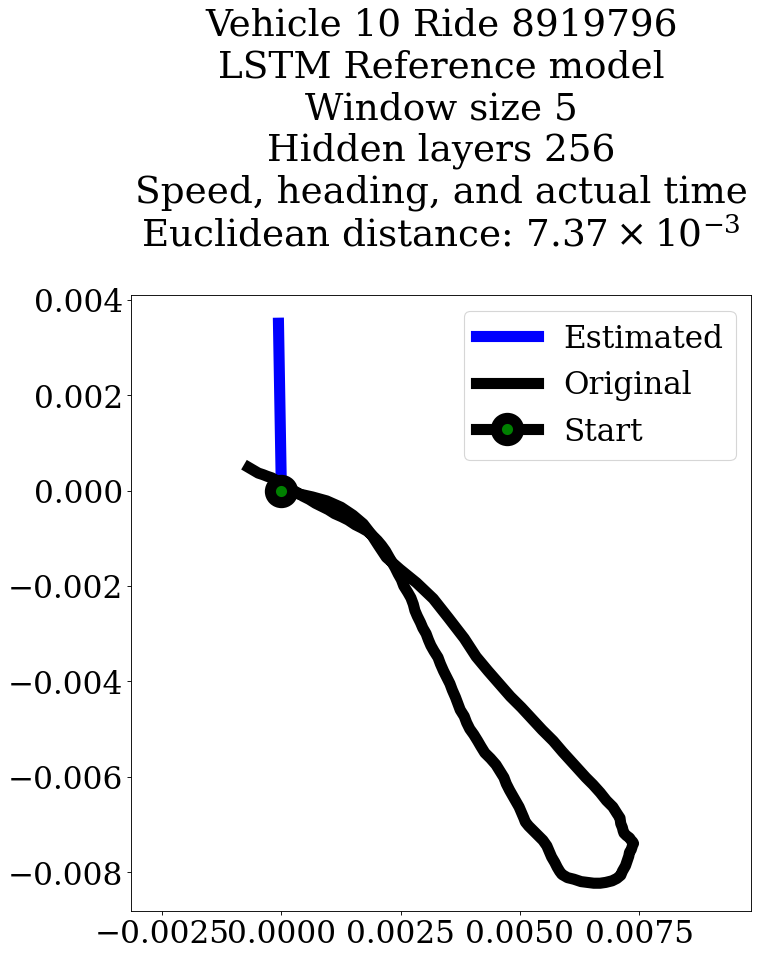 Vehicle 10 Ride 8919796
LSTM Reference model
Window size 5
Hidden layers 256
Speed, heading, and actual time
Euclidean distance: 7.37 × 10⁻³
0.004
0.002
0.000
−0.002
−0.004
−0.006
−0.008
Estimated
Original
Start
−0.0025 0.0000 0.0025 0.0050 0.0075